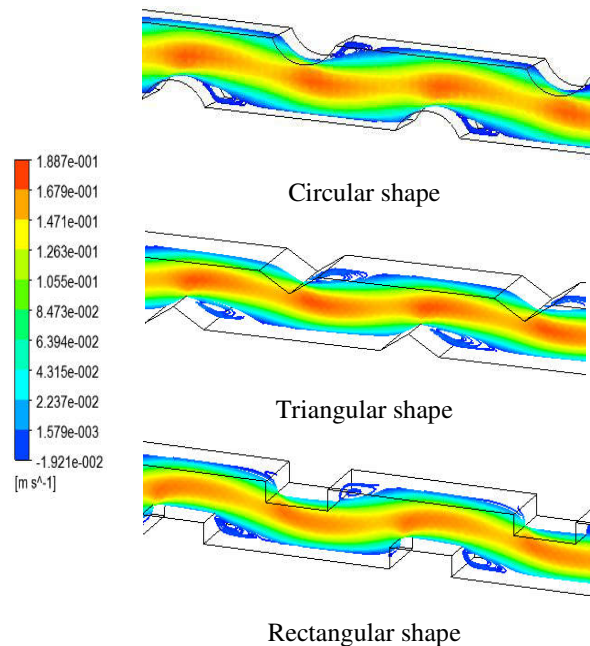 Circular shape
1.887e-001
1.679e-001
1.471e-001
1.263e-001
1.055e-001
8.473e-002
6.394e-002
4.315e-002
2.237e-002
1.579e-003
-1.921e-002
[m s^-1]
Triangular shape
Rectangular shape